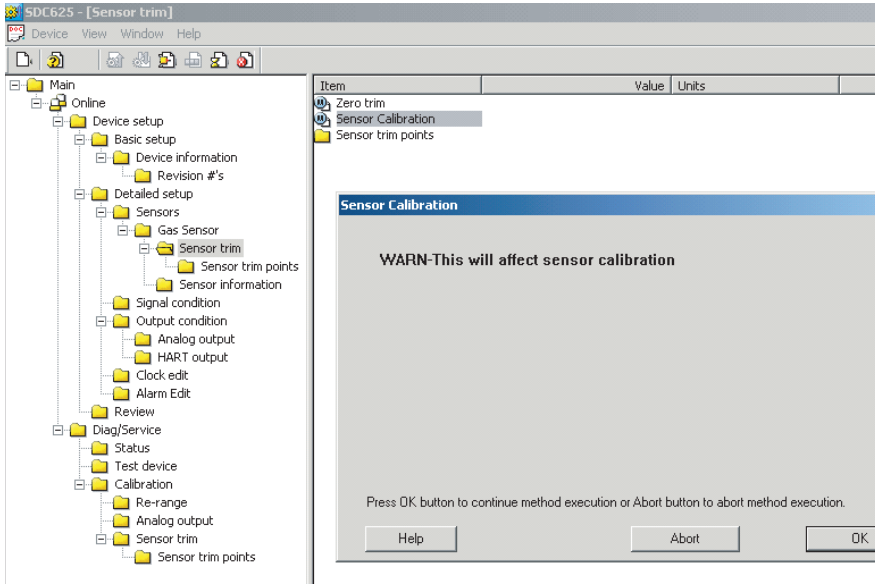 SDC625 - [Sensor trim]
Device View Window Help
Main
Online
Device setup
Basic setup
Device information
Revision #'s
Detailed setup
Sensors
Gas Sensor
Sensor trim
Sensor trim points
Sensor information
Signal condition
Output condition
Analog output
HART output
Clock edit
Alarm Edit
Review
Diag/Service
Status
Test device
Calibration
Re-range
Analog output
Sensor trim
Sensor trim points
Item Value Units
Zero trim
Sensor Calibration
Sensor trim points
Sensor Calibration
WARN-This will affect sensor calibration
Press OK button to continue method execution or Abort button to abort method execution.
Help Abort OK